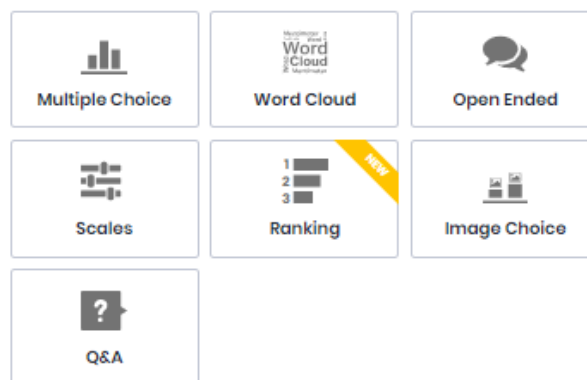 Word
Cloud
Multiple Choice
Word Cloud
Open Ended
1
2
3
NEW
Scales
Ranking
Image Choice
?
Q&A